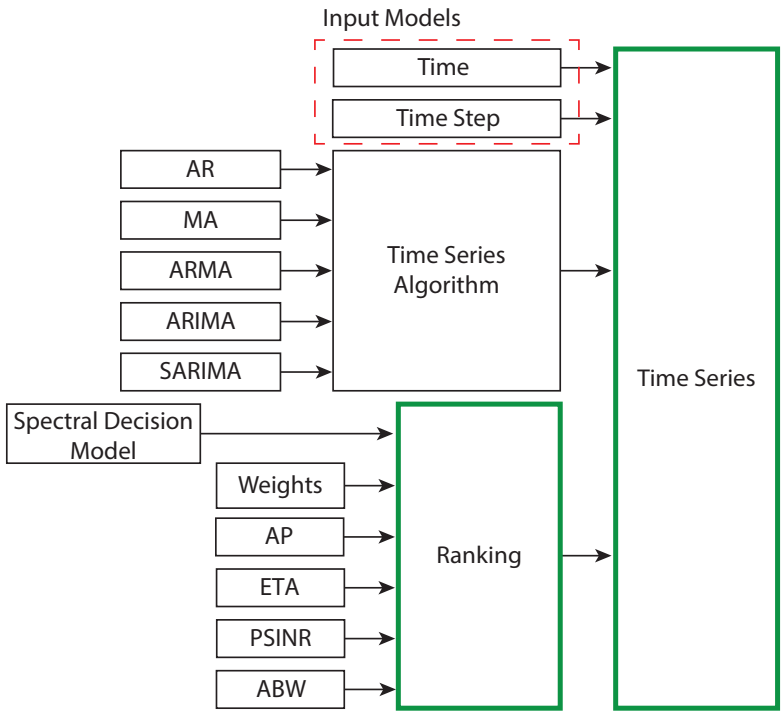 Input Models
Time
Time Step
AR
MA
ARMA
ARIMA
SARIMA
Time Series
Algorithm
Time Series
Spectral Decision
Model
Weights
AP
ETA
PSINR
ABW
Ranking